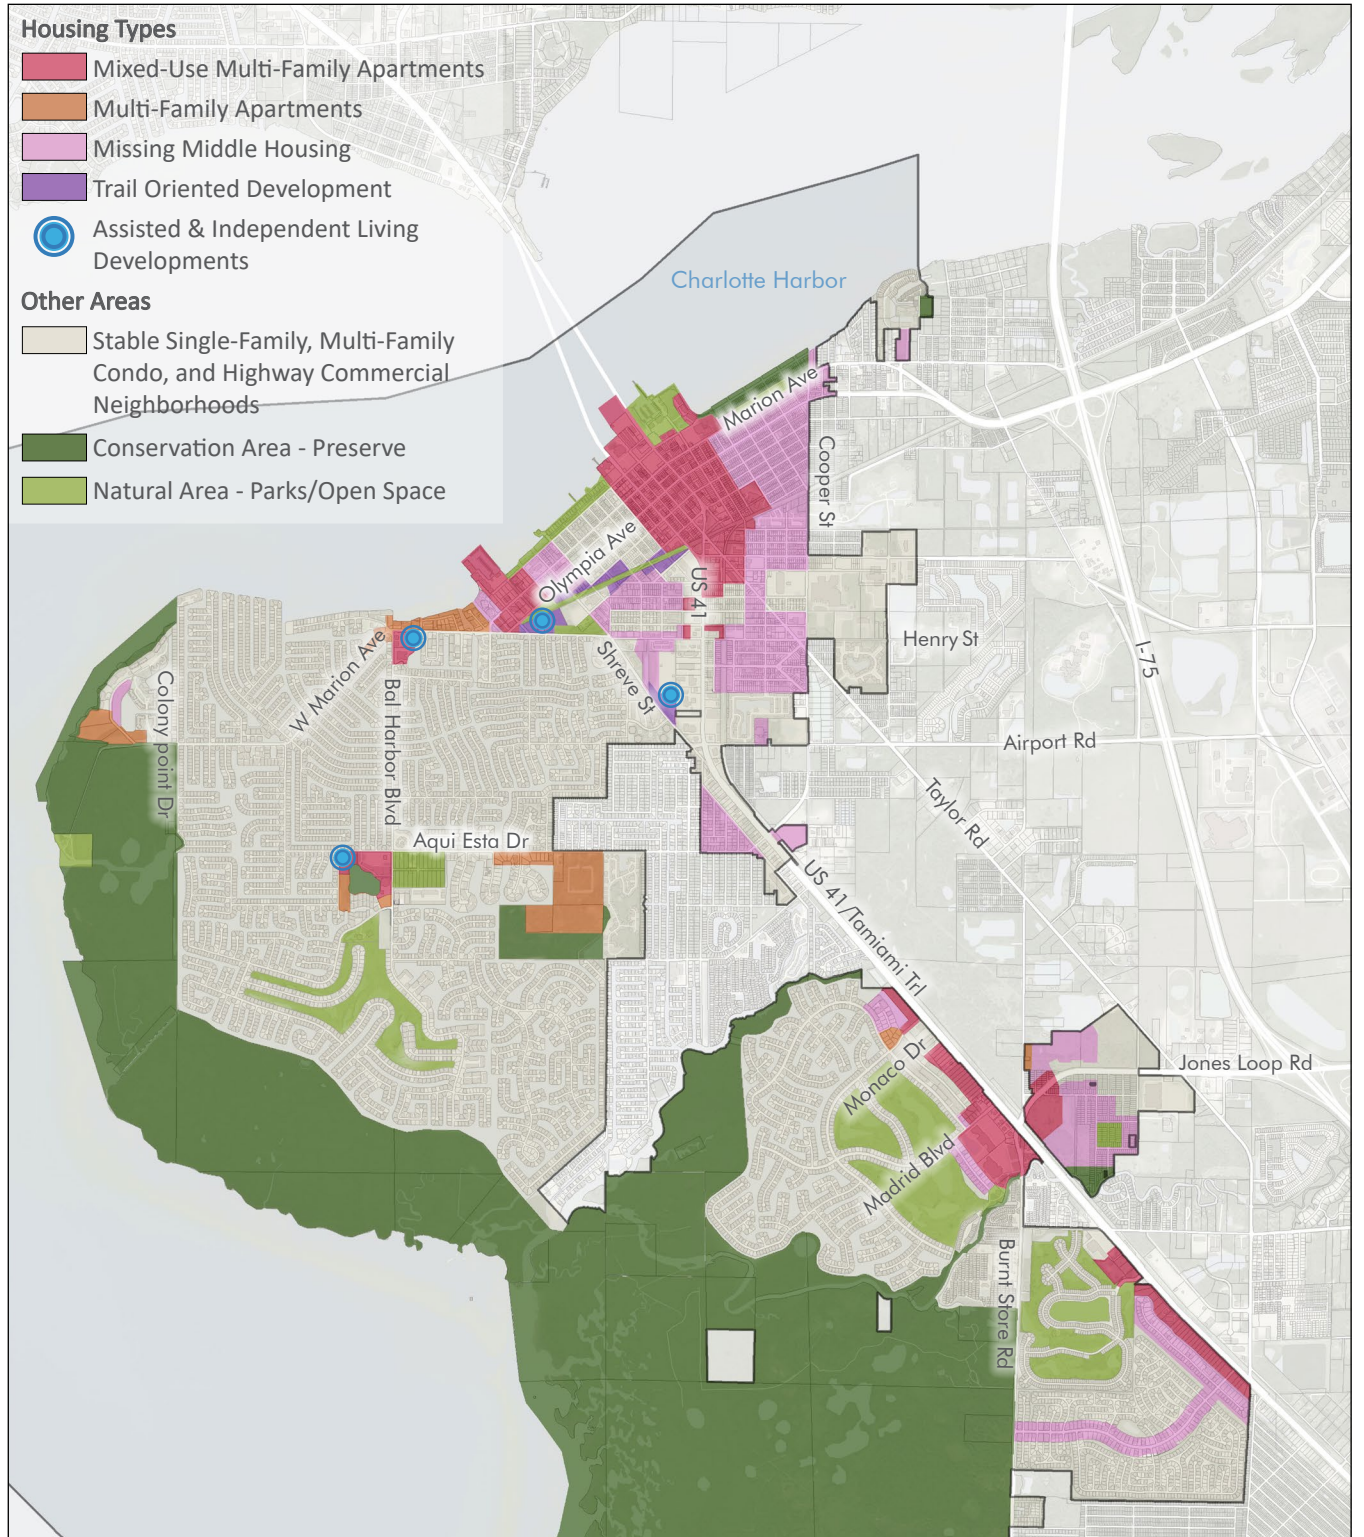 Housing Types
Mixed-Use Multi-Family Apartments
Multi-Family Apartments
Missing Middle Housing
Trail Oriented Development
Assisted & Independent Living
Developments
Other Areas
Stable Single-Family, Multi-Family
Condo, and Highway Commercial
Neighborhoods
Conservation Area - Preserve
Natural Area - Parks/Open Space
Charlotte Harbor
Marion Ave
Cooper St
Olympia Ave
US 41
Henry St
I-75
Shreve St
W Marion Ave
Colony point Dr
Bal Harbor Blvd
Airport Rd
Taylor Rd
Aqui Esta Dr
US 41/Tamiami Trl
Monaco Dr
Jones Loop Rd
Madrid Blvd
Burnt Store Rd